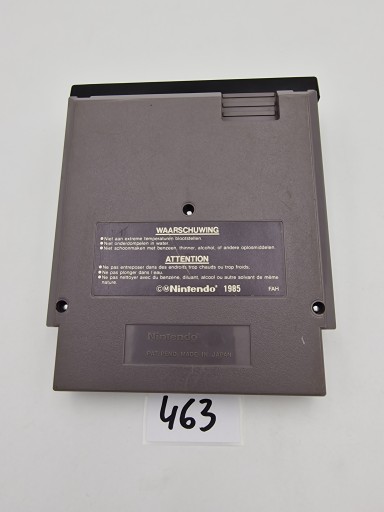 WAARSCHUWING
●Niet aan extreme temperaturen blootstellen.
●Niet onderdompelen in water.
●Niet schoonmaken met benzeen, thinner, alcohol, of andere oplosmiddelen.
ATTENTION
●Ne pas entreposer dans des endroits trop chauds ou trop froids.
●Ne pas plonger dans l'eau.
●Ne pas nettoyer avec du benzene, diluant, alcool ou autre solvant de même
nature.
©ⓂNintendo® 1985 FAH
Nintendo®
MADE IN JAPAN
463